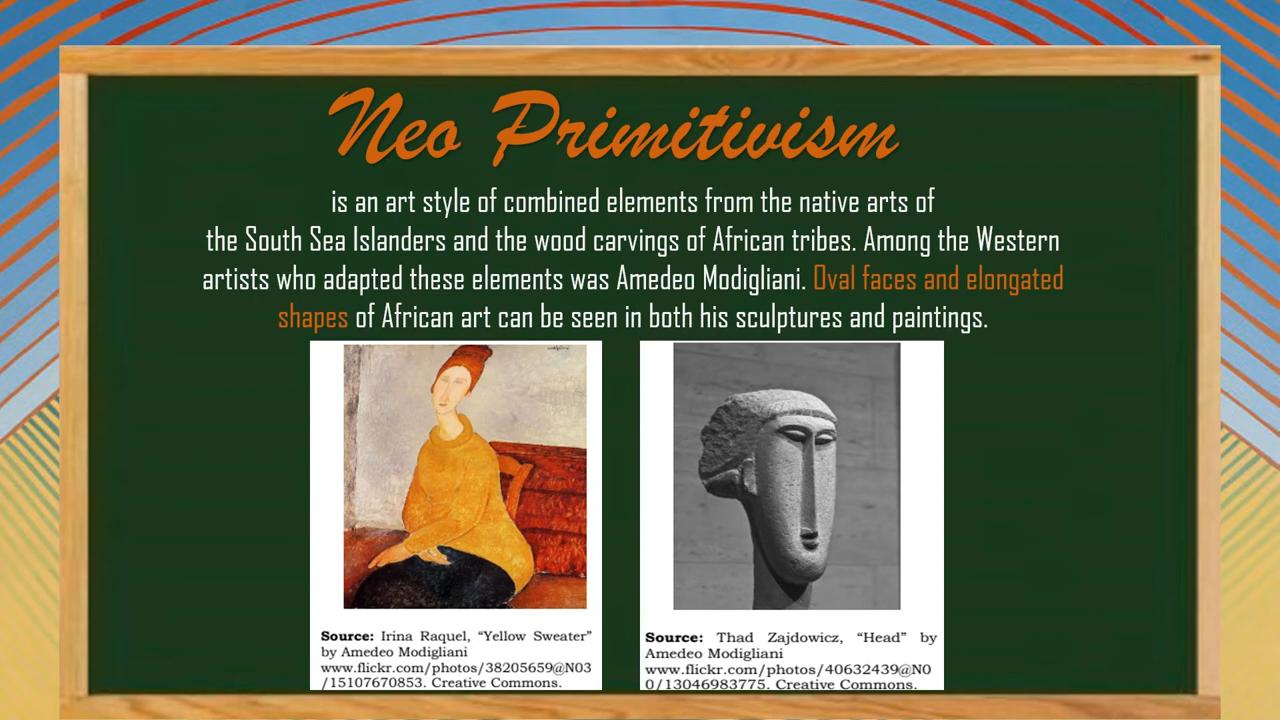 Neo Primitivism
is an art style of combined elements from the native arts of
the South Sea Islanders and the wood carvings of African tribes. Among the Western
artists who adapted these elements was Amedeo Modigliani. Oval faces and elongated
shapes of African art can be seen in both his sculptures and paintings.
Source: Irina Raquel, “Yellow Sweater”
by Amedeo Modigliani
www.flickr.com/photos/38205659@N03
/15107670853. Creative Commons.
Source: Thad Zajdowicz, “Head” by
Amedeo Modigliani
www.flickr.com/photos/40632439@N0
0/13046983775. Creative Commons.